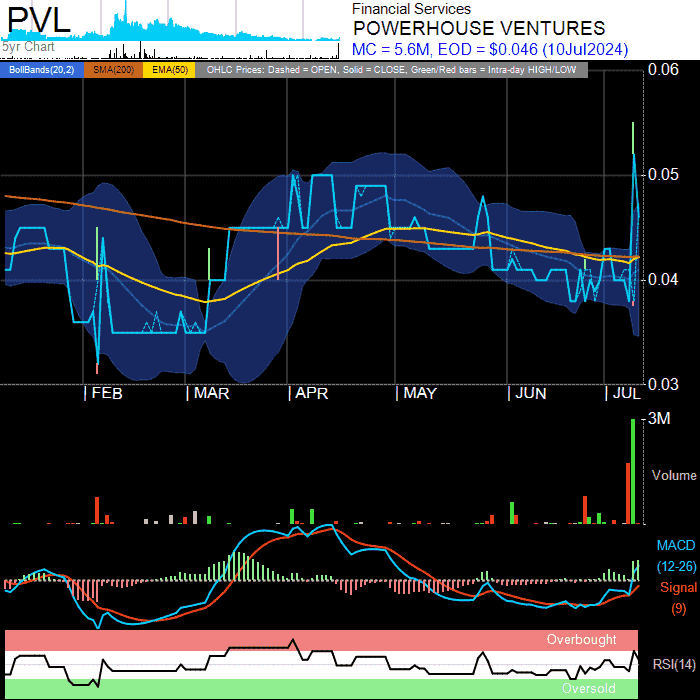 PVL
Financial Services
POWERHOUSE VENTURES
5yr Chart
MC = 5.6M, EOD = $0.046 (10Jul2024)
BollBands(20,2) SMA(200) EMA(50) OHLC Prices: Dashed = OPEN, Solid = CLOSE, Green/Red bars = Intra-day HIGH/LOW
0.06
0.05
0.04
0.03
| FEB | MAR | APR | MAY | JUN | JUL
3M
Volume
MACD
(12-26)
Signal
(9)
Overbought
RSI(14)
Oversold